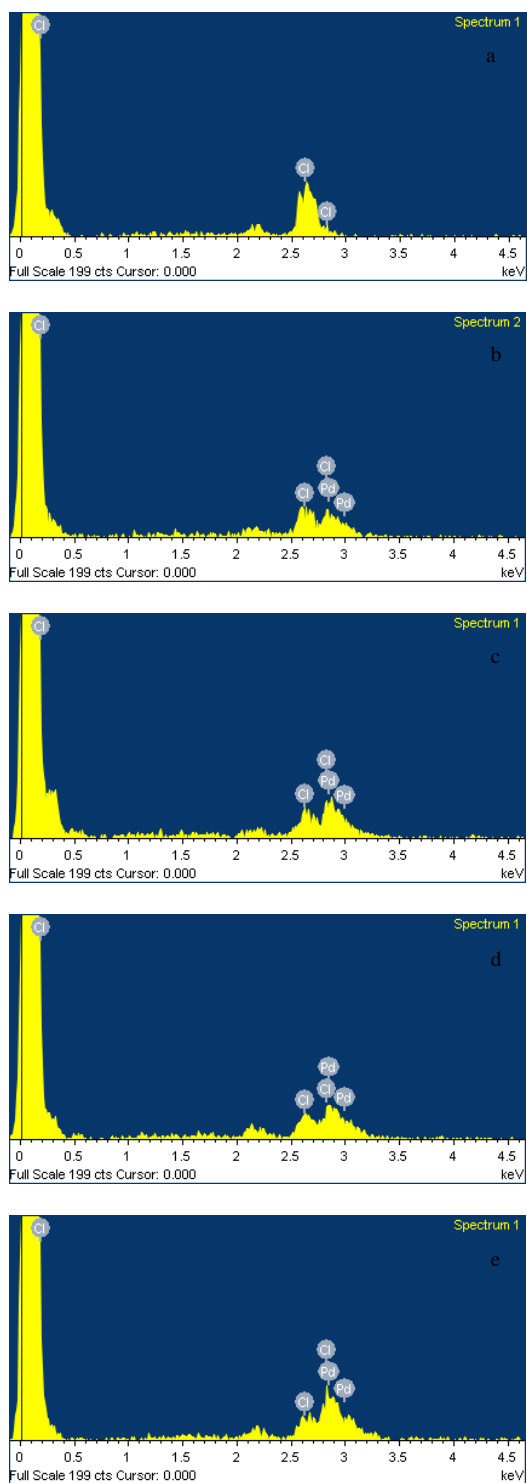 Cl
Spectrum 1
a
Cl
Cl
0 0.5 1 1.5 2 2.5 3 3.5 4 4.5
Full Scale 199 cts Cursor: 0.000 keV
Cl
Spectrum 2
b
Cl
Cl Pd Pd
0 0.5 1 1.5 2 2.5 3 3.5 4 4.5
Full Scale 199 cts Cursor: 0.000 keV
Cl
Spectrum 1
c
Cl
Pd
Cl Pd
0 0.5 1 1.5 2 2.5 3 3.5 4 4.5
Full Scale 199 cts Cursor: 0.000 keV
Cl
Spectrum 1
d
Pd
Cl Cl Pd
0 0.5 1 1.5 2 2.5 3 3.5 4 4.5
Full Scale 199 cts Cursor: 0.000 keV
Cl
Spectrum 1
e
Cl
Pd
Cl Pd
0 0.5 1 1.5 2 2.5 3 3.5 4 4.5
Full Scale 199 cts Cursor: 0.000 keV